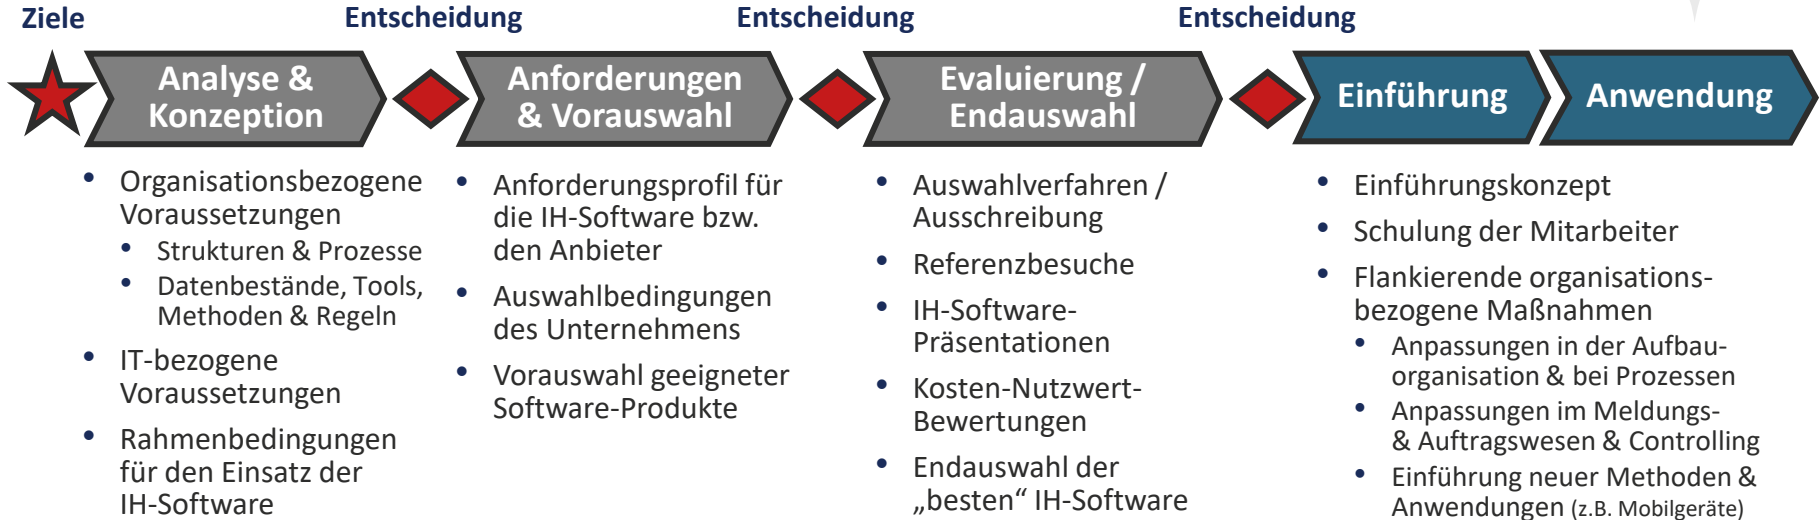 Ziele
Entscheidung
Entscheidung
Entscheidung
Analyse &
Konzeption
Anforderungen
& Vorauswahl
Evaluierung /
Endauswahl
Einführung
Anwendung
• Organisationsbezogene
Voraussetzungen
• Strukturen & Prozesse
• Datenbestände, Tools,
Methoden & Regeln
• IT-bezogene
Voraussetzungen
• Rahmenbedingungen
für den Einsatz der
IH-Software
• Anforderungsprofil für
die IH-Software bzw.
den Anbieter
• Auswahlbedingungen
des Unternehmens
• Vorauswahl geeigneter
Software-Produkte
• Auswahlverfahren /
Ausschreibung
• Referenzbesuche
• IH-Software-
Präsentationen
• Kosten-Nutzwert-
Bewertungen
• Endauswahl der
„besten“ IH-Software
• Einführungskonzept
• Schulung der Mitarbeiter
• Flankierende organisations-
bezogene Maßnahmen
• Anpassungen in der Aufbau-
organisation & bei Prozessen
• Anpassungen im Meldungs-
& Auftragswesen & Controlling
• Einführung neuer Methoden &
Anwendungen (z.B. Mobilgeräte)